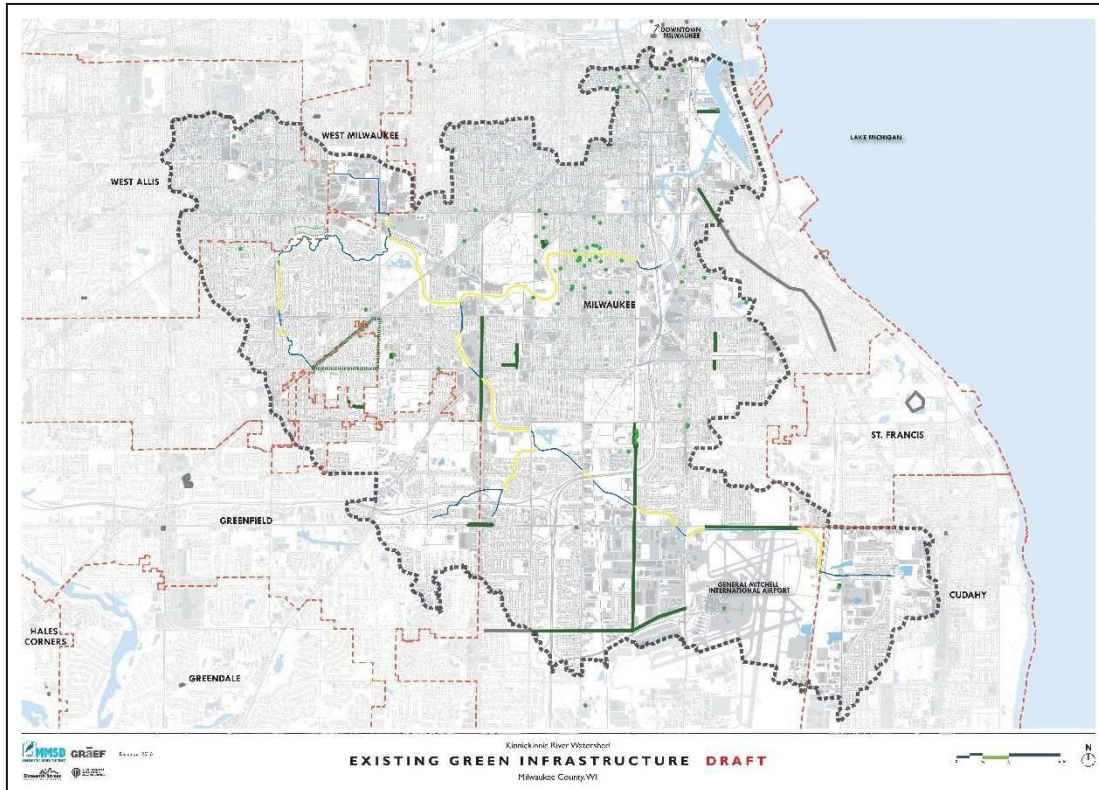 DOWNTOWN
MILWAUKEE
LAKE MICHIGAN
WEST MILWAUKEE
WEST ALLIS
MILWAUKEE
ST. FRANCIS
GREENFIELD
GENERAL MITCHELL
INTERNATIONAL AIRPORT
CUDAHY
HALES
CORNERS
GREENDALE
MMSD
GRAEF
2016
Kinnickinnic River Watershed
EXISTING GREEN INFRASTRUCTURE DRAFT
Milwaukee County, WI
N